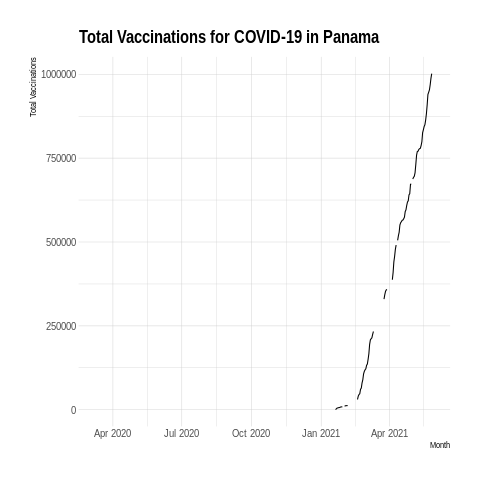 Total Vaccinations for COVID-19 in Panama
Total Vaccinations
1000000
750000
500000
250000
0
Apr 2020 Jul 2020 Oct 2020 Jan 2021 Apr 2021
Month